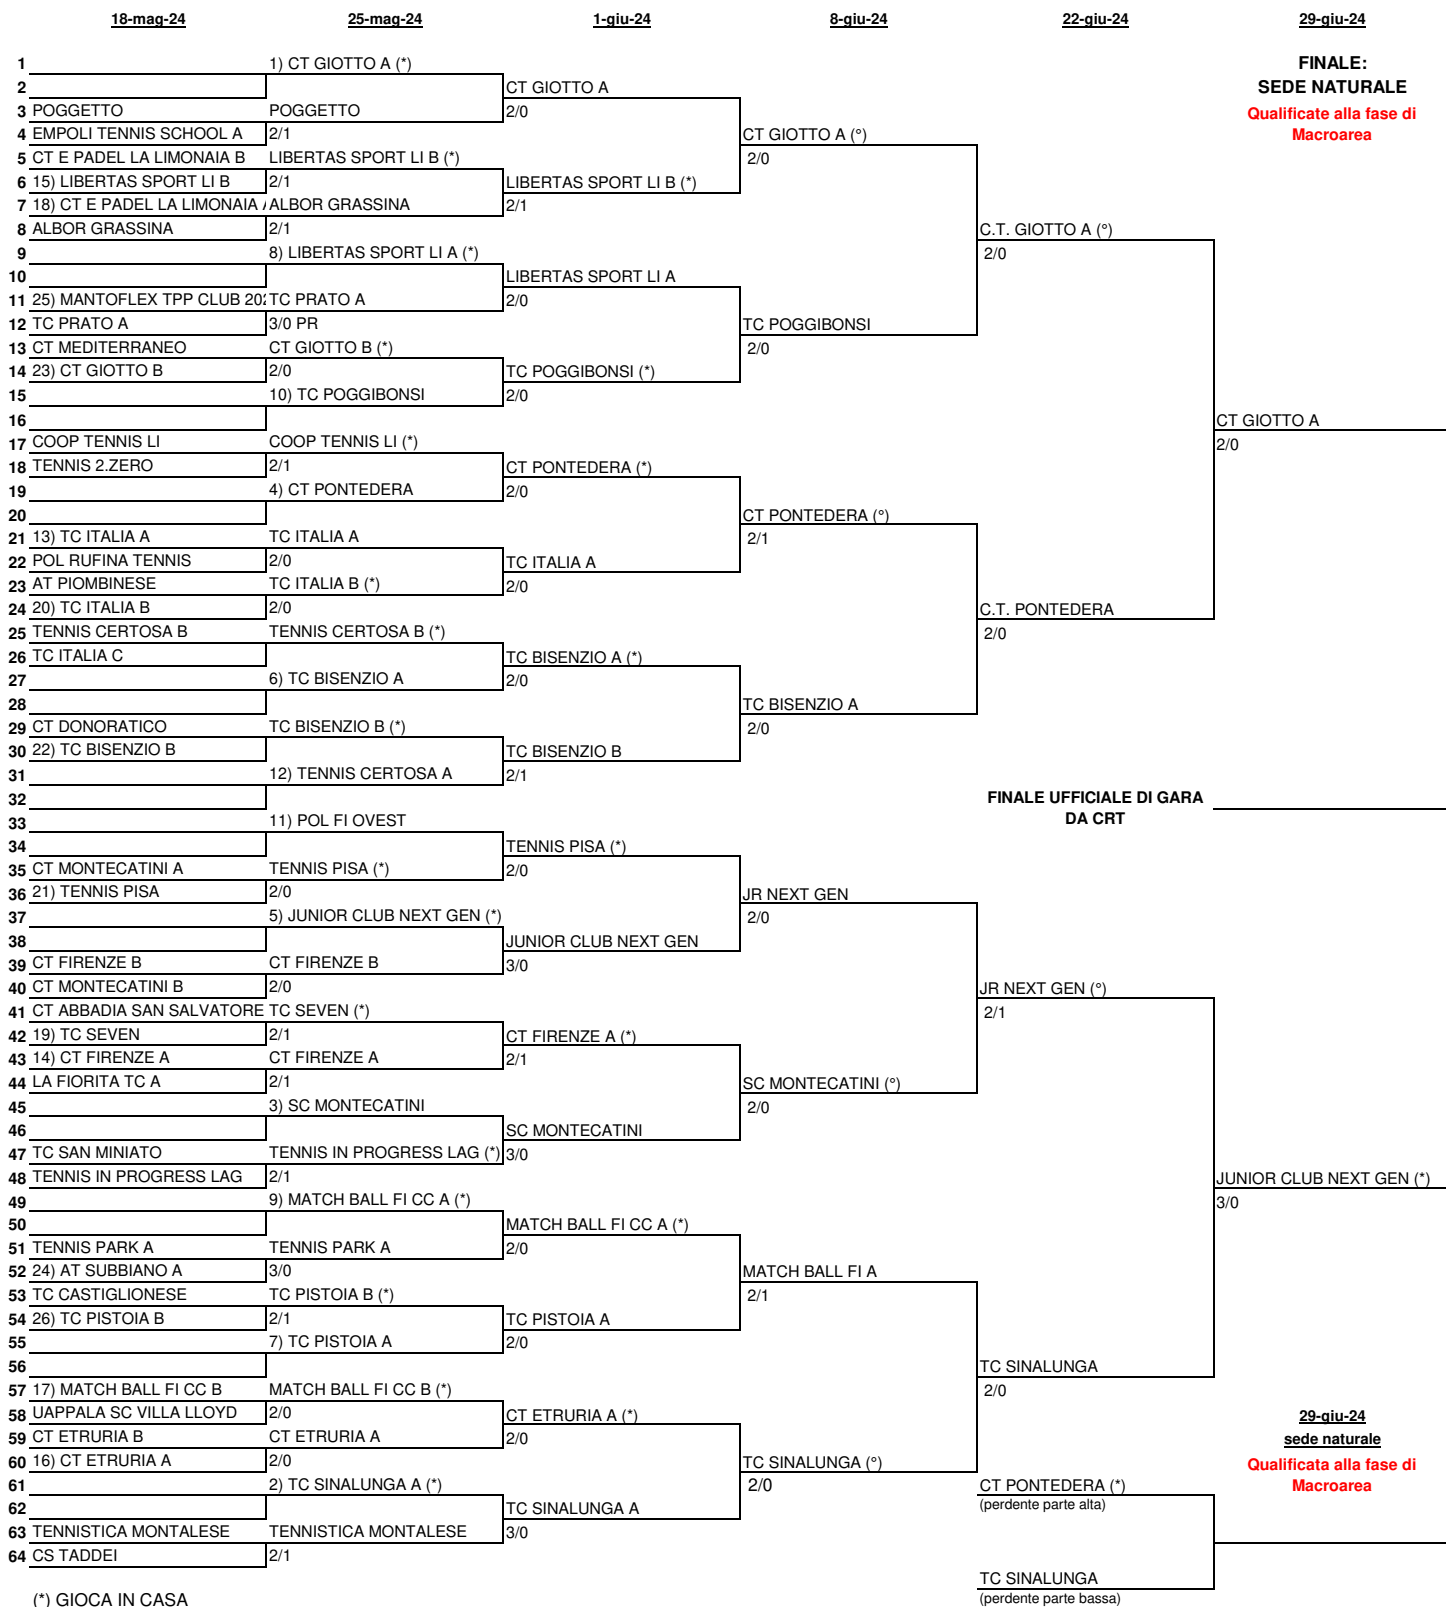 18-mag-24 25-mag-24 1-giu-24 8-giu-24 22-giu-24 29-giu-24
1 1) CT GIOTTO A (*) FINALE:
2 CT GIOTTO A SEDE NATURALE
3 POGGETTO POGGETTO 2/0 Qualificate alla fase di
4 EMPOLI TENNIS SCHOOL A 2/1 CT GIOTTO A (°) Macroarea
5 CT E PADEL LA LIMONAIA B LIBERTAS SPORT LI B (*) 2/0
6 15) LIBERTAS SPORT LI B 2/1 LIBERTAS SPORT LI B (*)
7 18) CT E PADEL LA LIMONAIA ALBOR GRASSINA 2/1
8 ALBOR GRASSINA 2/1 C.T. GIOTTO A (°)
9 8) LIBERTAS SPORT LI A (*) 2/0
10 LIBERTAS SPORT LI A
11 25) MANTOFLEX TPP CLUB 202 TC PRATO A 2/0
12 TC PRATO A 3/0 PR TC POGGIBONSI
13 CT MEDITERRANEO CT GIOTTO B (*) 2/0
14 23) CT GIOTTO B 2/0 TC POGGIBONSI (*)
15 10) TC POGGIBONSI 2/0
16 CT GIOTTO A
17 COOP TENNIS LI COOP TENNIS LI (*) 2/0
18 TENNIS 2.ZERO 2/1 CT PONTEDERA (*)
19 4) CT PONTEDERA 2/0
20 CT PONTEDERA (°)
21 13) TC ITALIA A TC ITALIA A 2/1
22 POL RUFINA TENNIS 2/0 TC ITALIA A
23 AT PIOMBINESE TC ITALIA B (*) 2/0
24 20) TC ITALIA B 2/0 C.T. PONTEDERA
25 TENNIS CERTOSA B TENNIS CERTOSA B (*) 2/0
26 TC ITALIA C TC BISENZIO A (*)
27 6) TC BISENZIO A 2/0
28 TC BISENZIO A
29 CT DONORATICO TC BISENZIO B (*) 2/0
30 22) TC BISENZIO B TC BISENZIO B
31 12) TENNIS CERTOSA A 2/1
32 FINALE UFFICIALE DI GARA
33 11) POL FI OVEST DA CRT
34 TENNIS PISA (*)
35 CT MONTECATINI A TENNIS PISA (*) 2/0
36 21) TENNIS PISA 2/0 JR NEXT GEN
37 5) JUNIOR CLUB NEXT GEN (*) 2/0
38 JUNIOR CLUB NEXT GEN
39 CT FIRENZE B CT FIRENZE B 3/0
40 CT MONTECATINI B 2/0 JR NEXT GEN (°)
41 CT ABBADIA SAN SALVATORE TC SEVEN (*) 2/1
42 19) TC SEVEN 2/1 CT FIRENZE A (*)
43 14) CT FIRENZE A CT FIRENZE A 2/1
44 LA FIORITA TC A 2/1 SC MONTECATINI (°)
45 3) SC MONTECATINI 2/0
46 SC MONTECATINI
47 TC SAN MINIATO TENNIS IN PROGRESS LAG (*) 3/0
48 TENNIS IN PROGRESS LAG 2/1 JUNIOR CLUB NEXT GEN (*)
49 9) MATCH BALL FI CC A (*) 3/0
50 MATCH BALL FI CC A (*)
51 TENNIS PARK A TENNIS PARK A 2/0
52 24) AT SUBBIANO A 3/0 MATCH BALL FI A
53 TC CASTIGLIONESE TC PISTOIA B (*) 2/1
54 26) TC PISTOIA B 2/1 TC PISTOIA A
55 7) TC PISTOIA A 2/0
56 TC SINALUNGA
57 17) MATCH BALL FI CC B MATCH BALL FI CC B (*) 2/0
58 UAPPALA SC VILLA LLOYD 2/0 CT ETRURIA A (*) 29-giu-24
59 CT ETRURIA B CT ETRURIA A 2/0 sede naturale
60 16) CT ETRURIA A 2/0 TC SINALUNGA (°) Qualificata alla fase di
61 2) TC SINALUNGA A (*) 2/0 CT PONTEDERA (*) Macroarea
62 TC SINALUNGA A (perdente parte alta)
63 TENNISTICA MONTALESE TENNISTICA MONTALESE 3/0
64 CS TADDEI 2/1
TC SINALUNGA
(*) GIOCA IN CASA (perdente parte bassa)